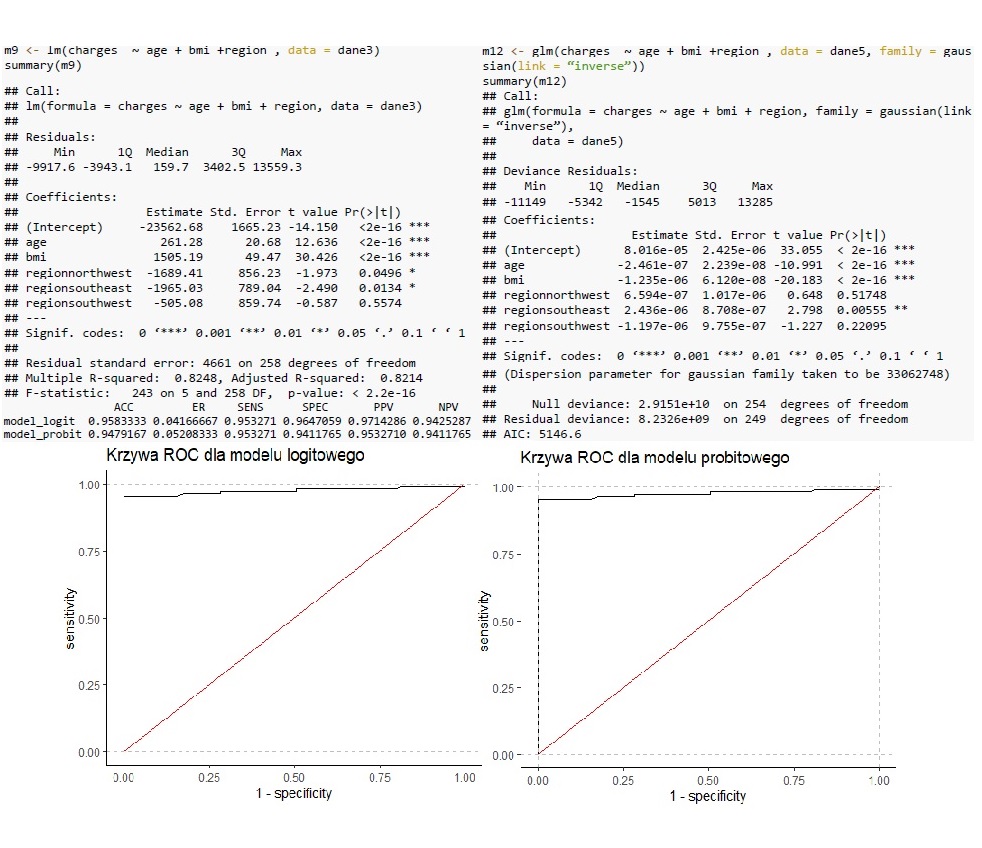 m9 <- lm(charges  ~ age + bmi +region , data = dane3)
summary(m9)
## Call:
## lm(formula = charges ~ age + bmi + region, data = dane3)
##
## Residuals:
##     Min      1Q  Median      3Q     Max
## -9917.6 -3943.1   159.7  3402.5 13559.3
##
## Coefficients:
##                 Estimate Std. Error t value Pr(>|t|)
## (Intercept)    -23562.68    1665.23 -14.150   <2e-16 ***
## age               261.28      20.68  12.636   <2e-16 ***
## bmi              1505.19      49.47  30.426   <2e-16 ***
## regionnorthwest -1689.41     856.23  -1.973   0.0496 *
## regionsoutheast -1965.03     789.04  -2.490   0.0134 *
## regionsouthwest  -505.08     859.74  -0.587   0.5574
## ---
## Signif. codes:  0 ‘***’ 0.001 ‘**’ 0.01 ‘*’ 0.05 ‘.’ 0.1 ‘ ‘ 1
##
## Residual standard error: 4661 on 258 degrees of freedom
## Multiple R-squared:  0.8248, Adjusted R-squared:  0.8214
## F-statistic:   243 on 5 and 258 DF,  p-value: < 2.2e-16
ACC ER SENS SPEC PPV NPV
model_logit  0.9583333 0.04166667 0.953271 0.9647059 0.9714286 0.9425287
model_probit 0.9479167 0.05208333 0.953271 0.9411765 0.9532710 0.9411765
m12 <- glm(charges  ~ age + bmi +region , data = dane5, family = gaus
sian(link = “inverse”))
summary(m12)
## Call:
## glm(formula = charges ~ age + bmi + region, family = gaussian(link
= “inverse”),
##     data = dane5)
##
## Deviance Residuals:
##    Min      1Q  Median      3Q     Max
## -11149   -5342   -1545    5013   13285
## Coefficients:
##                   Estimate Std. Error t value Pr(>|t|)
## (Intercept)      8.016e-05  2.425e-06  33.055  < 2e-16 ***
## age             -2.461e-07  2.239e-08 -10.991  < 2e-16 ***
## bmi             -1.235e-06  6.120e-08 -20.183  < 2e-16 ***
## regionnorthwest  6.594e-07  1.017e-06   0.648  0.51748
## regionsoutheast  2.436e-06  8.708e-07   2.798  0.00555 **
## regionsouthwest -1.197e-06  9.755e-07  -1.227  0.22095
## ---
## Signif. codes:  0 ‘***’ 0.001 ‘**’ 0.01 ‘*’ 0.05 ‘.’ 0.1 ‘ ‘ 1
## (Dispersion parameter for gaussian family taken to be 33062748)
##
##     Null deviance: 2.9151e+10  on 254  degrees of freedom
## Residual deviance: 8.2326e+09  on 249  degrees of freedom
## AIC: 5146.6
Krzywa ROC dla modelu logitowego
1.00
0.75
0.50
0.25
0.00
sensitivity
0.00 0.25 0.50 0.75 1.00
1 - specificity
Krzywa ROC dla modelu probitowego
1.00
0.75
0.50
0.25
0.00
sensitivity
0.00 0.25 0.50 0.75 1.00
1 - specificity